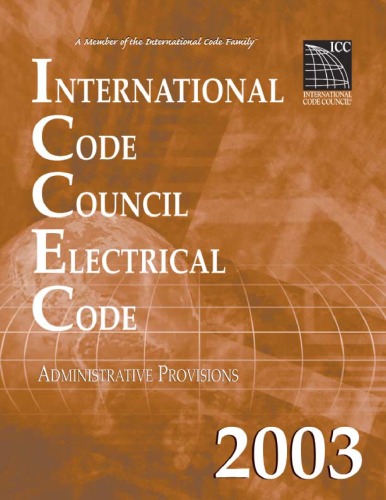 A Member of the International Code Family™
ICC
INTERNATIONAL
CODE COUNCIL®
INTERNATIONAL
CODE
COUNCIL
ELECTRICAL
CODE
ADMINISTRATIVE PROVISIONS
2003